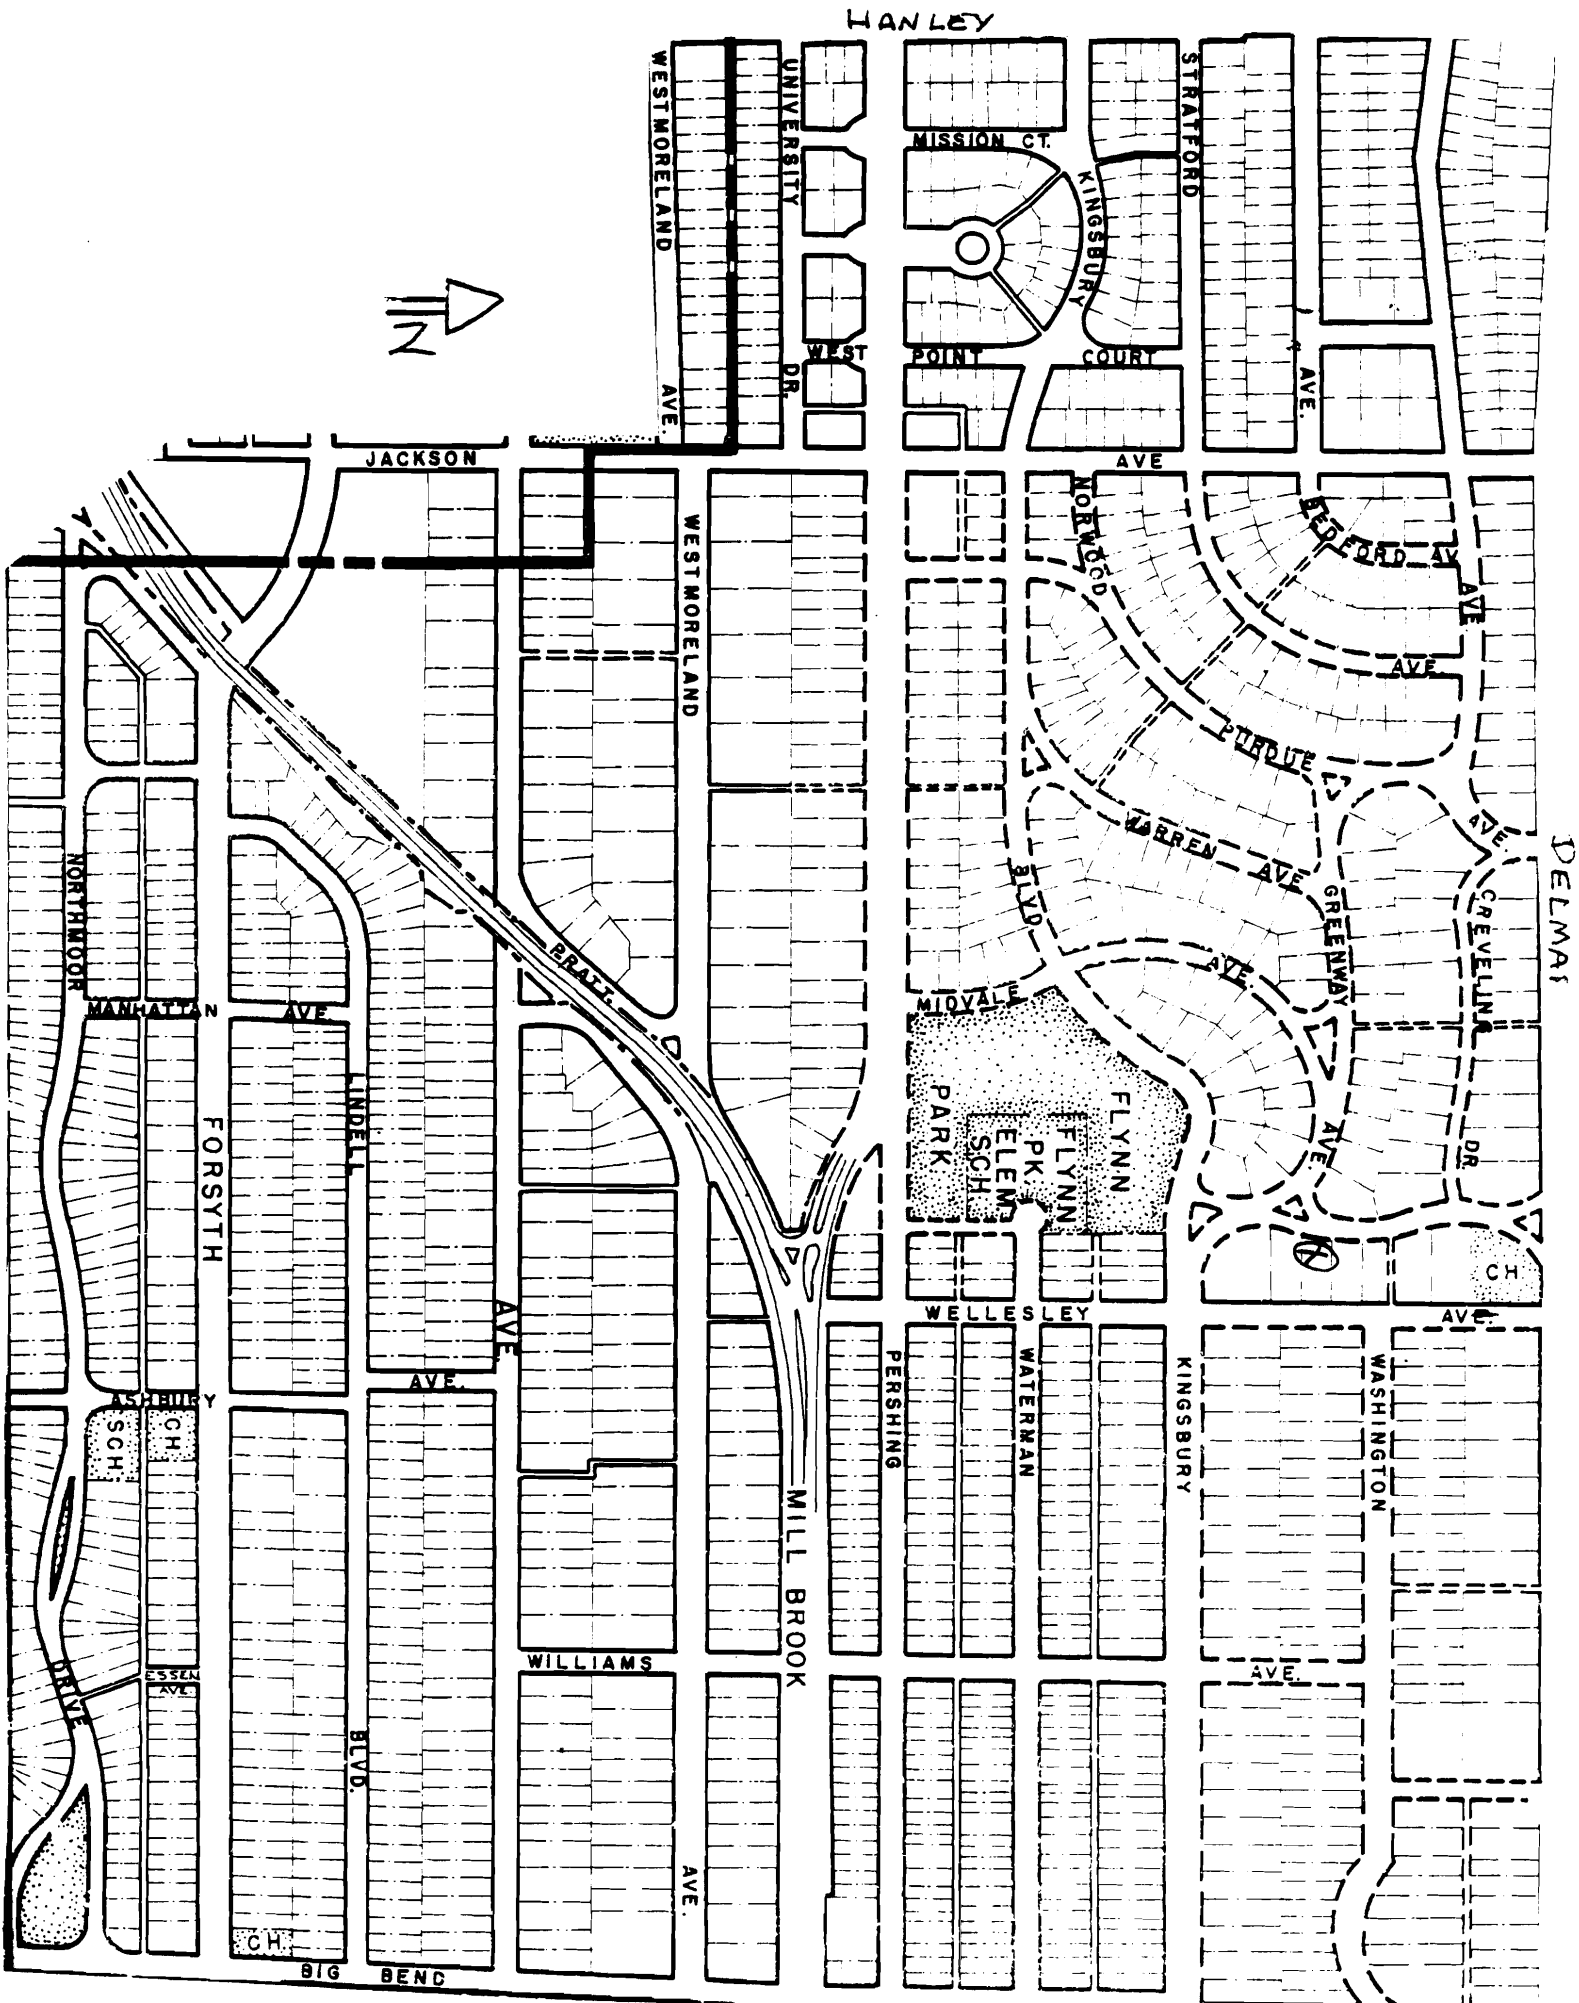 HANLEY
WESTMORELAND
AVE.
UNIVERSITY
DR.
MISSION CT.
KINGSBURY
STRATFORD
AVE.
WEST POINT COURT
N
JACKSON
AVE
NORWOOD
BEDFORD AV
AVE.
AVE.
WESTMORELAND
PURDUE
AVE.
DELMAR
WARREN AVE.
BLVD
GREENWAY
CREVELING
NORTHMOOR
P.R.A.T.T.
AVE.
MIDVALE
MANHATTAN AVE.
LINDELL
FORSYTH
PARK
FLYNN
PK.
ELEM
SCH
FLYNN
AVE.
DR
CH
WELLESLEY
AVE.
AVE.
PERSHING
WATERMAN
KINGSBURY
WASHINGTON
AVE.
ASHBURY
SCH
CH
MILL BROOK
WILLIAMS
AVE.
ESSEN
AVE.
DRIVE
BLVD.
AVE.
CH
BIG BEND